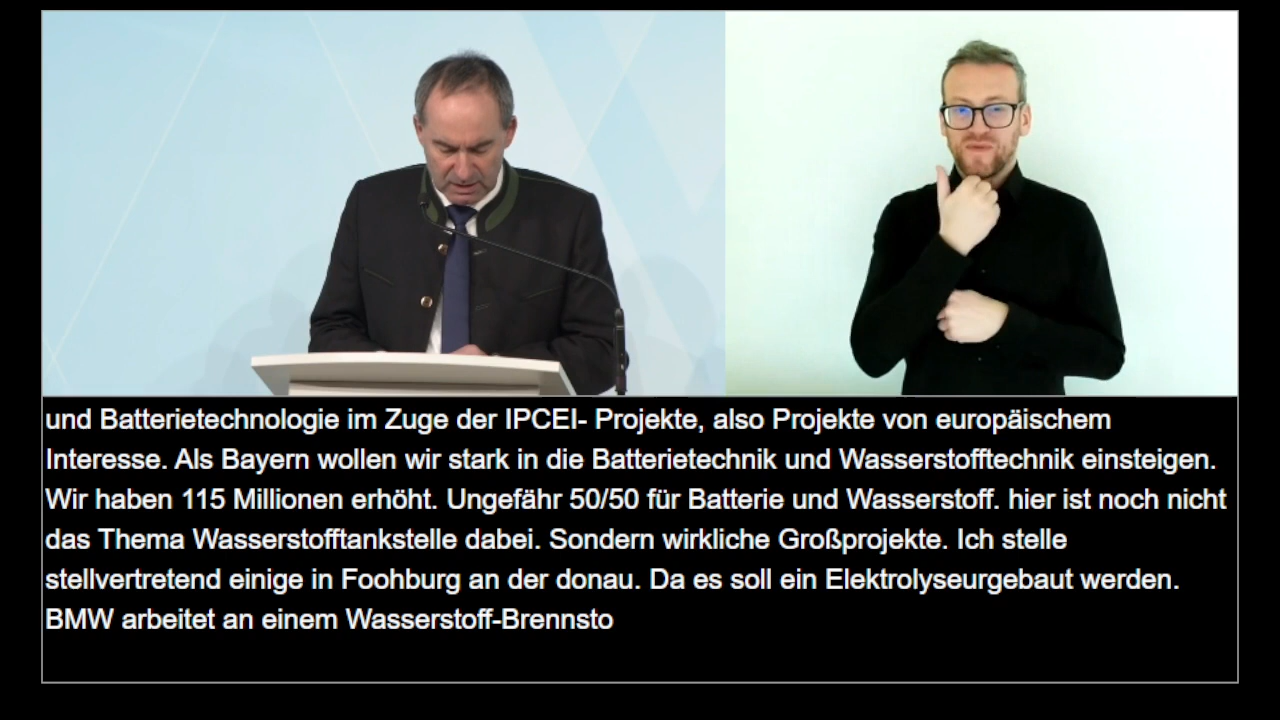 und Batterietechnologie im Zuge der IPCEI- Projekte, also Projekte von europäischem
Interesse. Als Bayern wollen wir stark in die Batterietechnik und Wasserstofftechnik einsteigen.
Wir haben 115 Millionen erhöht. Ungefähr 50/50 für Batterie und Wasserstoff. hier ist noch nicht
das Thema Wasserstofftankstelle dabei. Sondern wirkliche Großprojekte. Ich stelle
stellvertretend einige in Foohburg an der donau. Da es soll ein Elektrolyseurgebaut werden.
BMW arbeitet an einem Wasserstoff-Brennsto